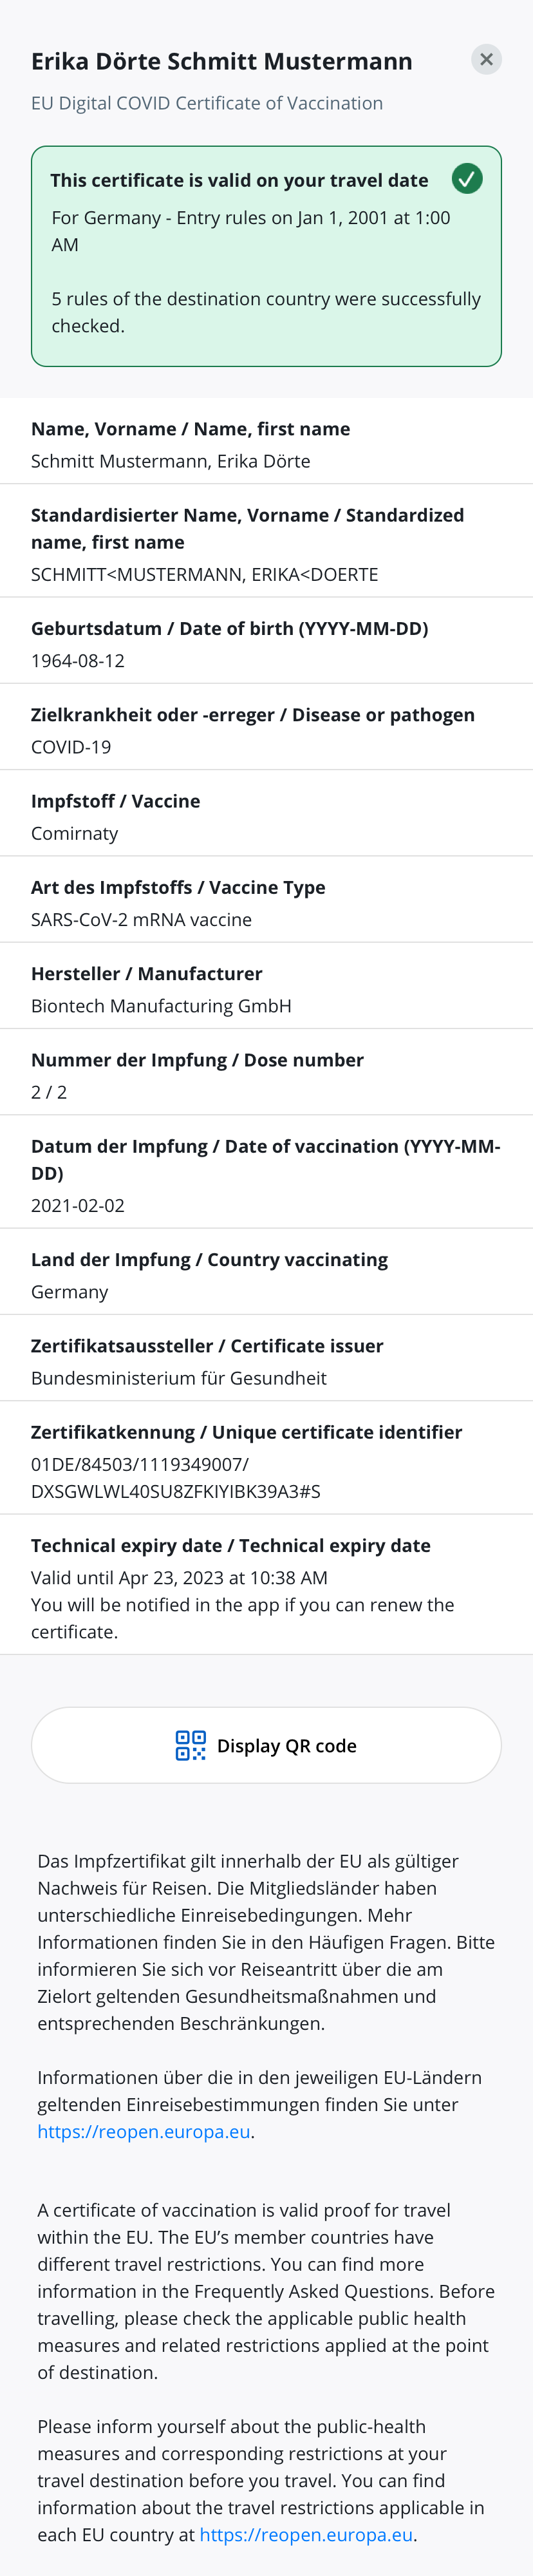 Erika Dörte Schmitt Mustermann
EU Digital COVID Certificate of Vaccination
This certificate is valid on your travel date
For Germany - Entry rules on Jan 1, 2001 at 1:00
AM
5 rules of the destination country were successfully
checked.
Name, Vorname / Name, first name
Schmitt Mustermann, Erika Dörte
Standardisierter Name, Vorname / Standardized
name, first name
SCHMITT<MUSTERMANN, ERIKA<DOERTE
Geburtsdatum / Date of birth (YYYY-MM-DD)
1964-08-12
Zielkrankheit oder -erreger / Disease or pathogen
COVID-19
Impfstoff / Vaccine
Comirnaty
Art des Impfstoffs / Vaccine Type
SARS-CoV-2 mRNA vaccine
Hersteller / Manufacturer
Biontech Manufacturing GmbH
Nummer der Impfung / Dose number
2 / 2
Datum der Impfung / Date of vaccination (YYYY-MM-
DD)
2021-02-02
Land der Impfung / Country vaccinating
Germany
Zertifikatsaussteller / Certificate issuer
Bundesministerium für Gesundheit
Zertifikatkennung / Unique certificate identifier
01DE/84503/1119349007/
DXSGWLWL40SU8ZFKIYIBK39A3#S
Technical expiry date / Technical expiry date
Valid until Apr 23, 2023 at 10:38 AM
You will be notified in the app if you can renew the
certificate.
Display QR code
Das Impfzertifikat gilt innerhalb der EU als gültiger
Nachweis für Reisen. Die Mitgliedsländer haben
unterschiedliche Einreisebedingungen. Mehr
Informationen finden Sie in den Häufigen Fragen. Bitte
informieren Sie sich vor Reiseantritt über die am
Zielort geltenden Gesundheitsmaßnahmen und
entsprechenden Beschränkungen.
Informationen über die in den jeweiligen EU-Ländern
geltenden Einreisebestimmungen finden Sie unter
https://reopen.europa.eu.
A certificate of vaccination is valid proof for travel
within the EU. The EU’s member countries have
different travel restrictions. You can find more
information in the Frequently Asked Questions. Before
travelling, please check the applicable public health
measures and related restrictions applied at the point
of destination.
Please inform yourself about the public-health
measures and corresponding restrictions at your
travel destination before you travel. You can find
information about the travel restrictions applicable in
each EU country at https://reopen.europa.eu.